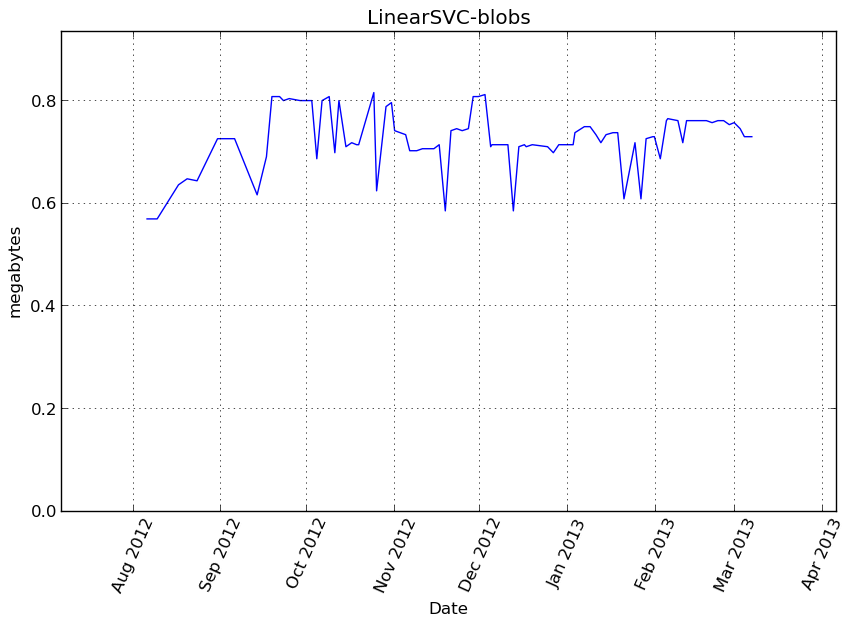 LinearSVC-blobs
megabytes
0.8
0.6
0.4
0.2
0.0
Aug 2012
Sep 2012
Oct 2012
Nov 2012
Dec 2012
Jan 2013
Feb 2013
Mar 2013
Apr 2013
Date